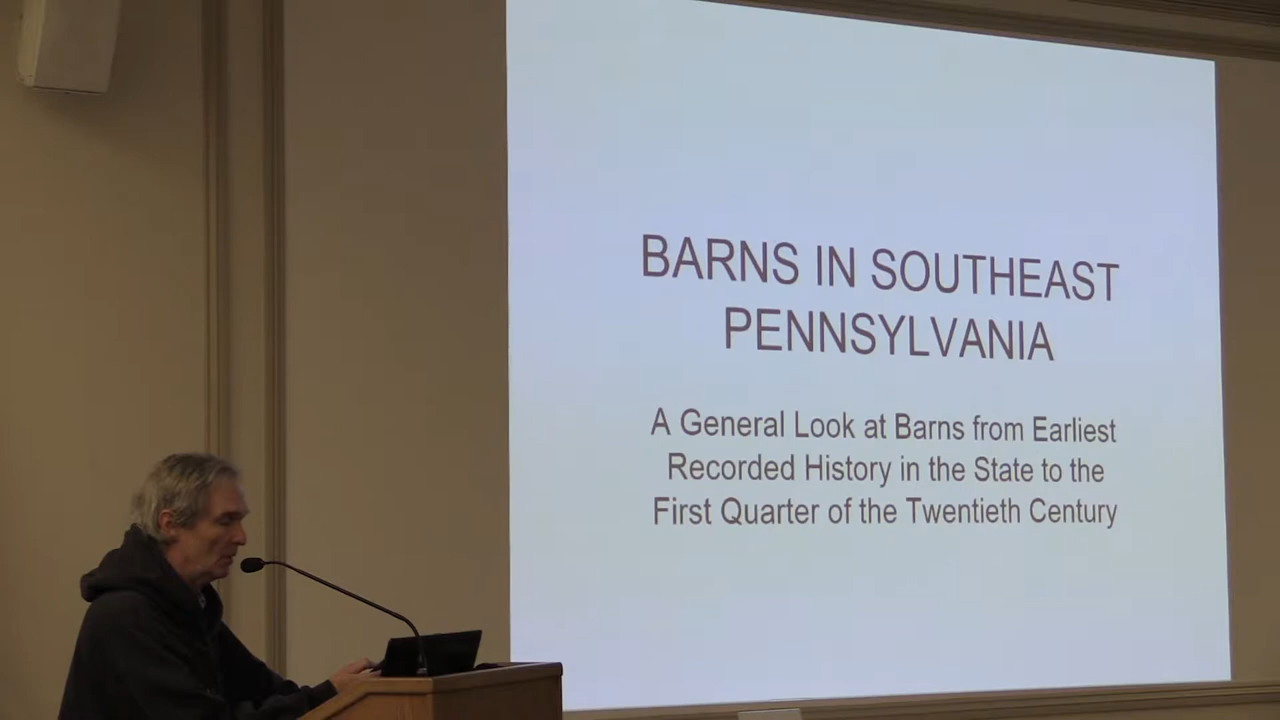 BARNS IN SOUTHEAST
PENNSYLVANIA
A General Look at Barns from Earliest
Recorded History in the State to the
First Quarter of the Twentieth Century